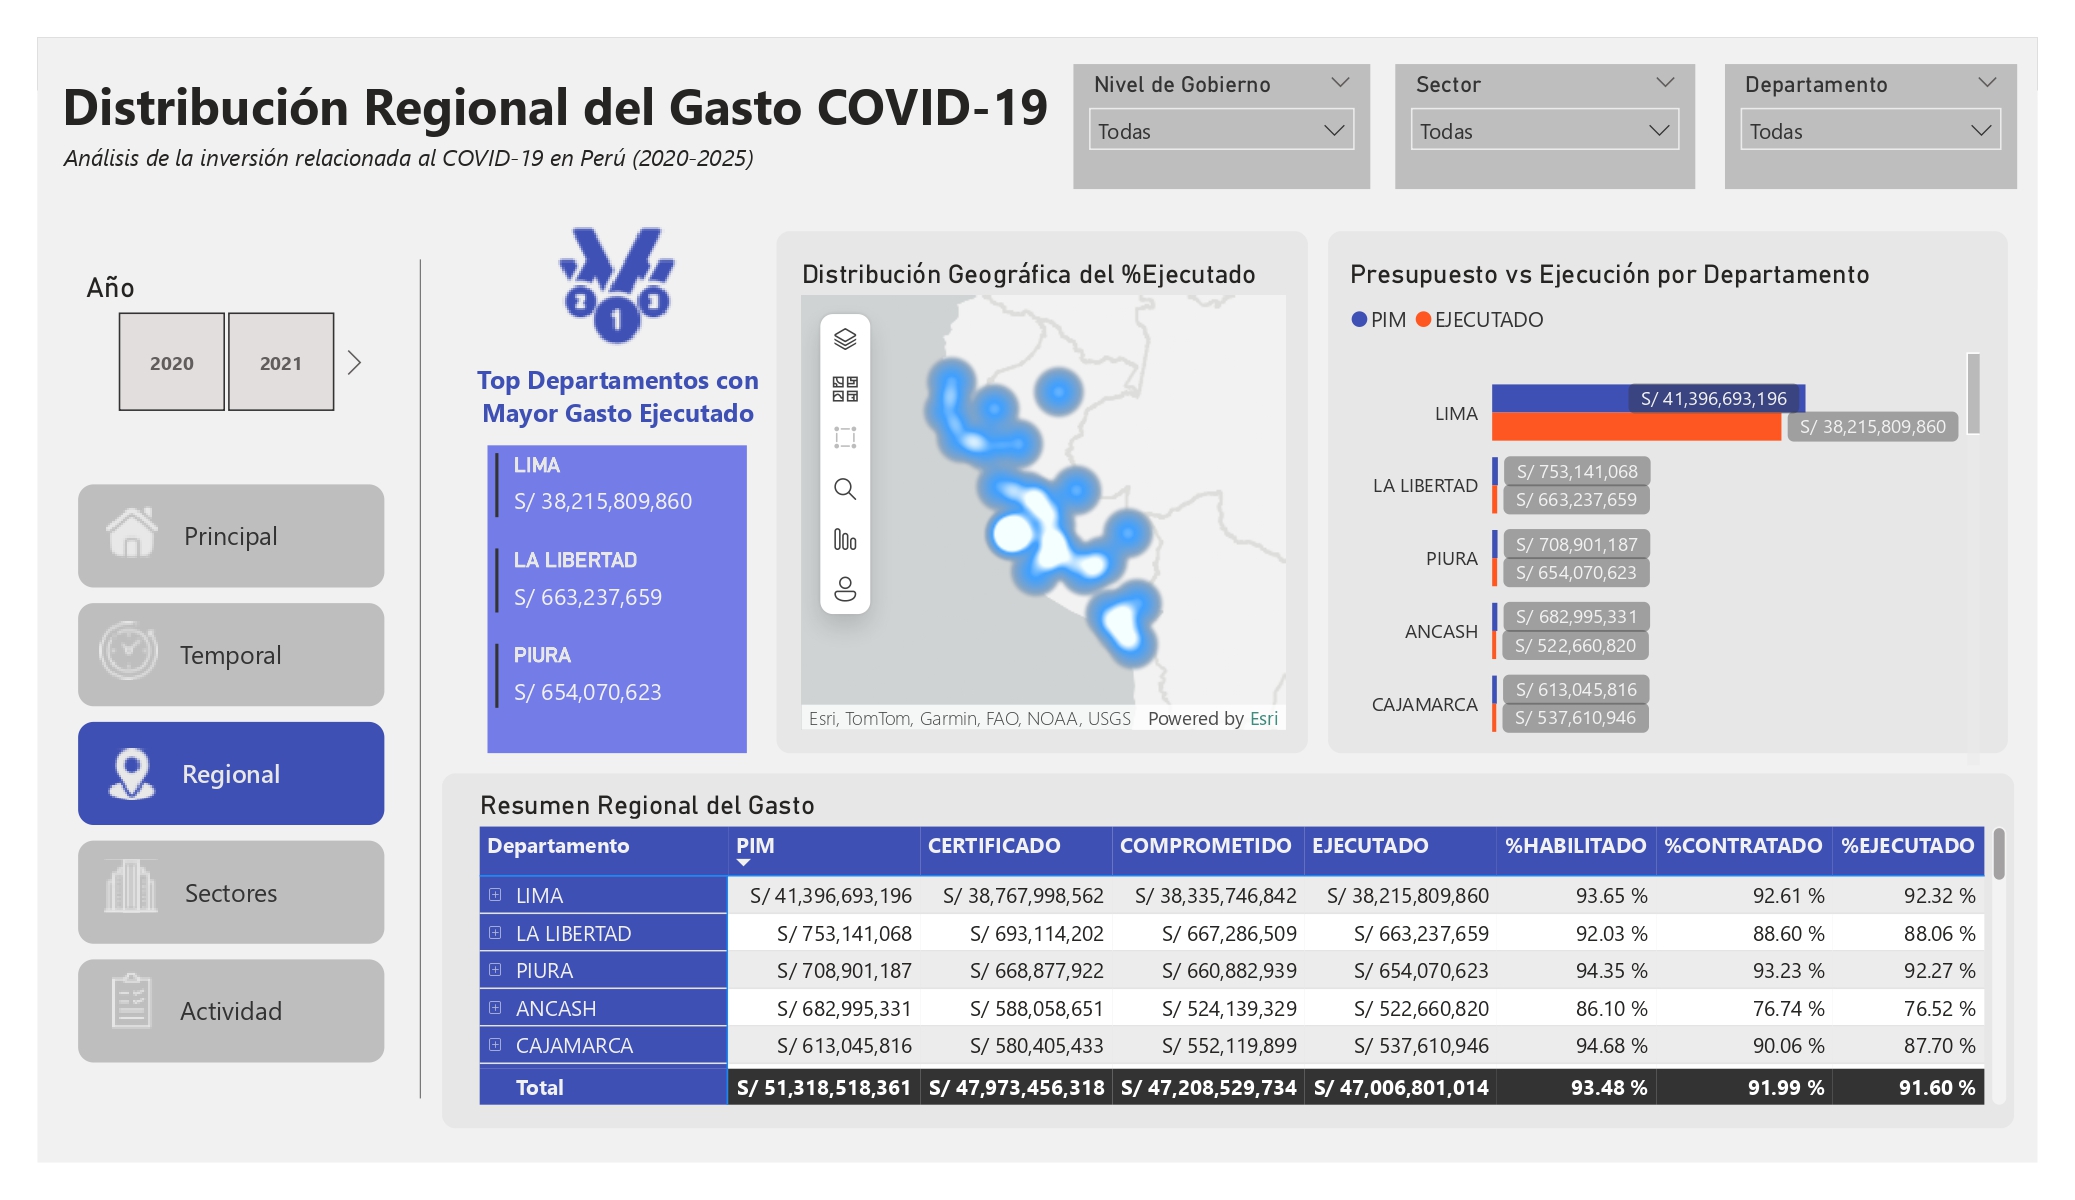 Distribución Regional del Gasto COVID-19
Análisis de la inversión relacionada al COVID-19 en Perú (2020-2025)
Nivel de Gobierno
Todas
Sector
Todas
Departamento
Todas
Año
2020
2021
Principal
Temporal
Regional
Sectores
Actividad
2
1
3
Top Departamentos con
Mayor Gasto Ejecutado
LIMA
S/ 38,215,809,860
LA LIBERTAD
S/ 663,237,659
PIURA
S/ 654,070,623
Distribución Geográfica del %Ejecutado
Esri, TomTom, Garmin, FAO, NOAA, USGS Powered by Esri
Presupuesto vs Ejecución por Departamento
PIM EJECUTADO
LIMA
S/ 41,396,693,196
S/ 38,215,809,860
LA LIBERTAD
S/ 753,141,068
S/ 663,237,659
PIURA
S/ 708,901,187
S/ 654,070,623
ANCASH
S/ 682,995,331
S/ 522,660,820
CAJAMARCA
S/ 613,045,816
S/ 537,610,946
Resumen Regional del Gasto
Departamento PIM CERTIFICADO COMPROMETIDO EJECUTADO %HABILITADO %CONTRATADO %EJECUTADO
LIMA S/ 41,396,693,196 S/ 38,767,998,562 S/ 38,335,746,842 S/ 38,215,809,860 93.65 % 92.61 % 92.32 %
LA LIBERTAD S/ 753,141,068 S/ 693,114,202 S/ 667,286,509 S/ 663,237,659 92.03 % 88.60 % 88.06 %
PIURA S/ 708,901,187 S/ 668,877,922 S/ 660,882,939 S/ 654,070,623 94.35 % 93.23 % 92.27 %
ANCASH S/ 682,995,331 S/ 588,058,651 S/ 524,139,329 S/ 522,660,820 86.10 % 76.74 % 76.52 %
CAJAMARCA S/ 613,045,816 S/ 580,405,433 S/ 552,119,899 S/ 537,610,946 94.68 % 90.06 % 87.70 %
Total S/ 51,318,518,361 S/ 47,973,456,318 S/ 47,208,529,734 S/ 47,006,801,014 93.48 % 91.99 % 91.60 %